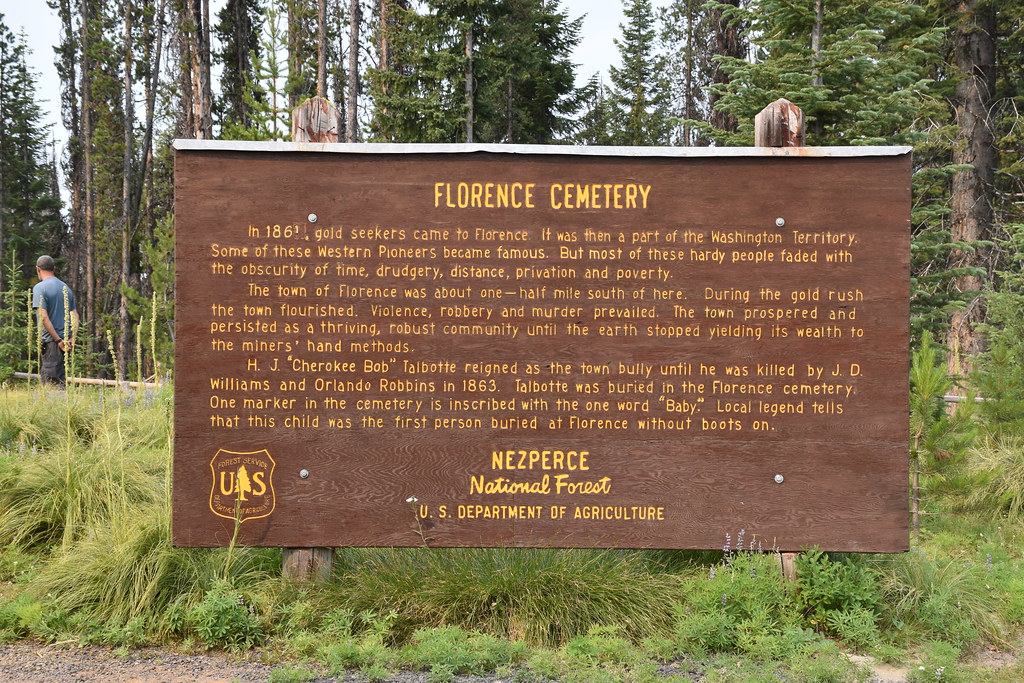 FLORENCE CEMETERY
In 1861, gold seekers came to Florence. It was then a part of the Washington Territory.
Some of these Western Pioneers became famous. But most of these hardy people faded with
the obscurity of time, drudgery, distance, privation and poverty.
The town of Florence was about one-half mile south of here. During the gold rush
the town flourished. Violence, robbery and murder prevailed. The town prospered and
persisted as a thriving, robust community until the earth stopped yielding its wealth to
the miners' hand methods.
H. J. "Cherokee Bob" Talbotte reigned as the town bully until he was killed by J. D.
Williams and Orlando Robbins in 1863. Talbotte was buried in the Florence cemetery.
One marker in the cemetery is inscribed with the one word "Baby." Local legend tells
that this child was the first person buried at Florence without boots on.
NEZPERCE
National Forest
U. S. DEPARTMENT OF AGRICULTURE
FOREST SERVICE
U S
DEPARTMENT OF AGRICULTURE